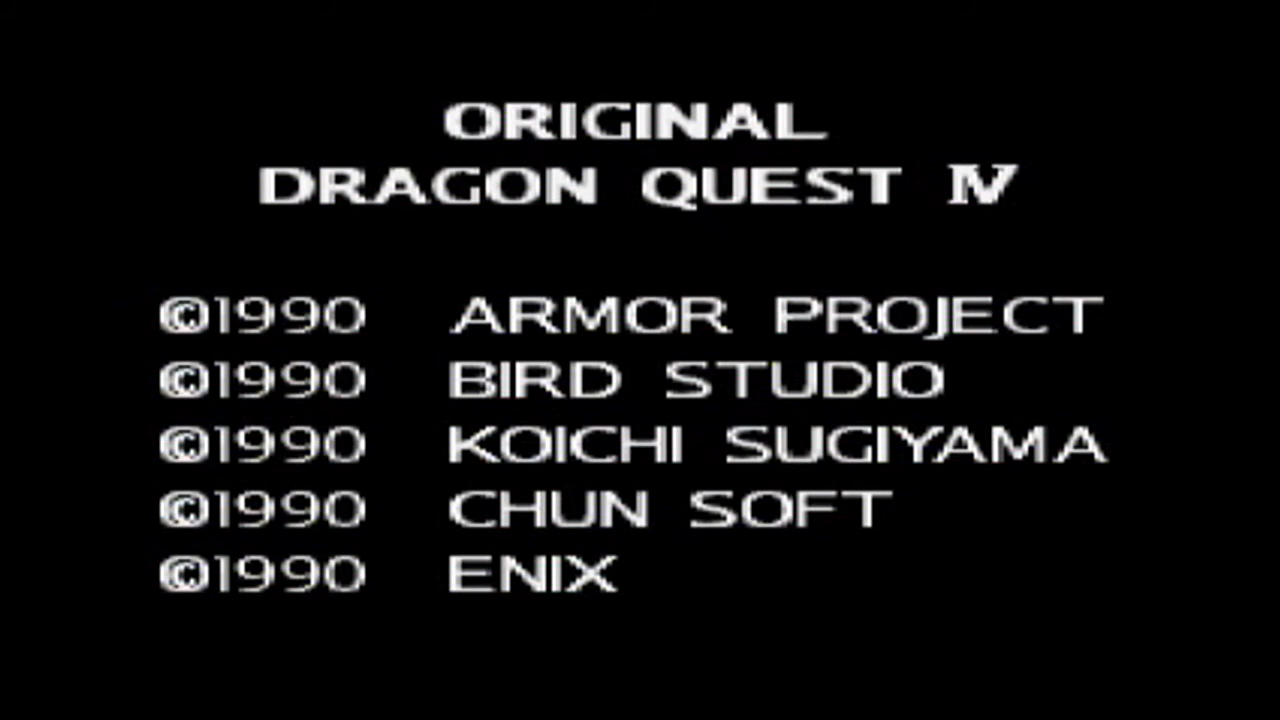 ORIGINAL
DRAGON QUEST IV
©1990 ARMOR PROJECT
©1990 BIRD STUDIO
©1990 KOICHI SUGIYAMA
©1990 CHUN SOFT
©1990 ENIX